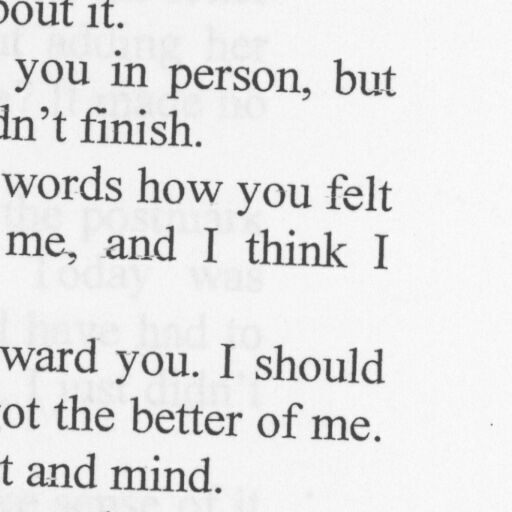 bout it.
you in person, but
dn't finish.
words how you felt
me, and I think I
ward you. I should
ot the better of me.
t and mind.